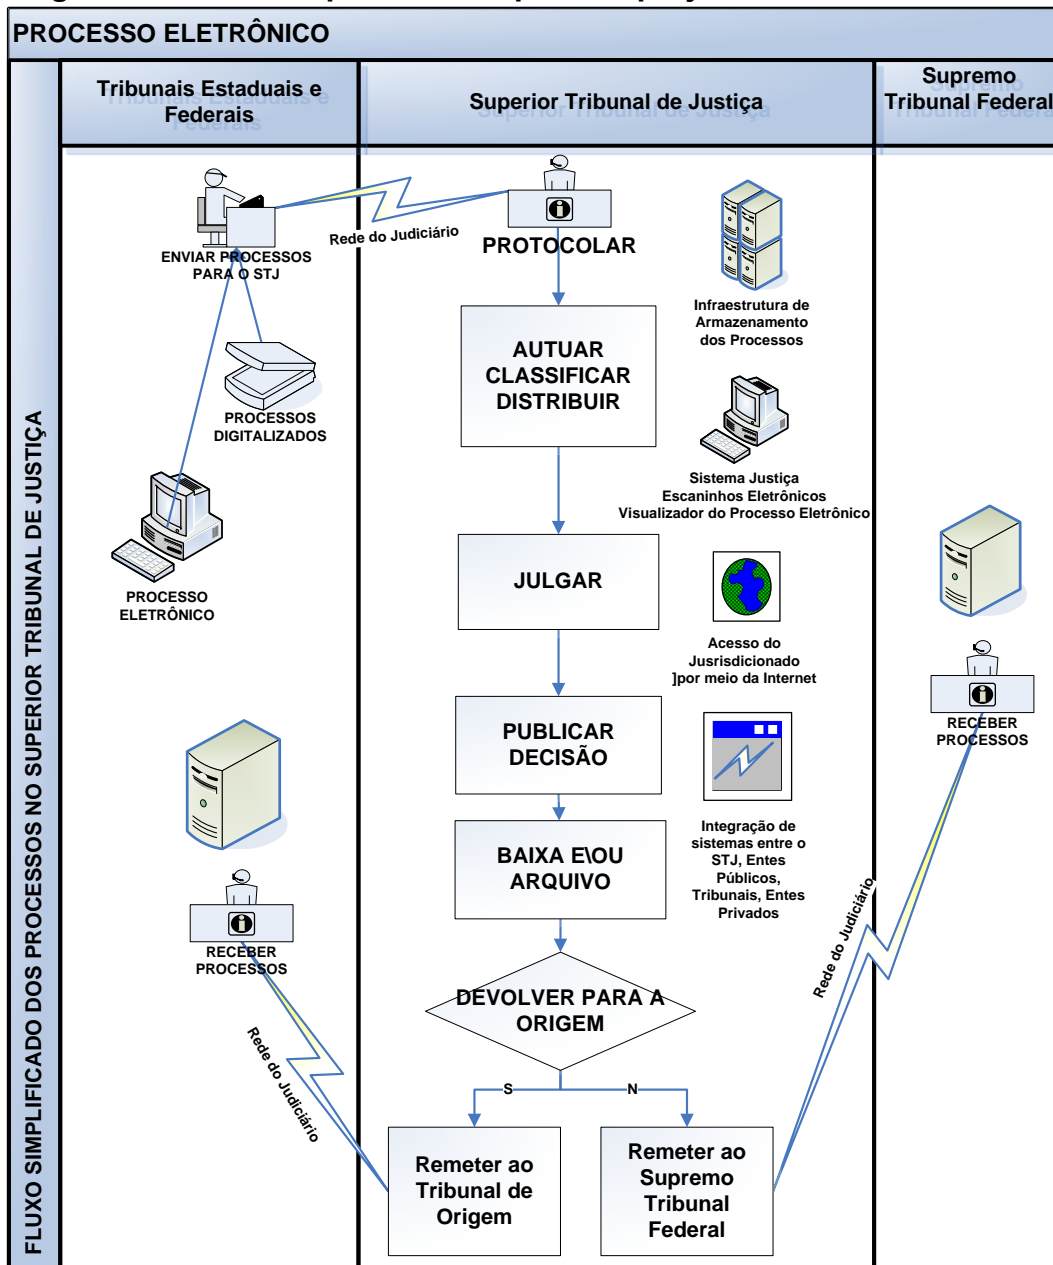 PROCESSO ELETRÔNICO
FLUXO SIMPLIFICADO DOS PROCESSOS NO SUPERIOR TRIBUNAL DE JUSTIÇA
Tribunais Estaduais e
Federais
Superior Tribunal de Justiça
Supremo
Tribunal Federal
ENVIAR PROCESSOS
PARA O STJ
Rede do Judiciário
PROTOCOLAR
PROCESSOS
DIGITALIZADOS
PROCESSO
ELETRÔNICO
AUTUAR
CLASSIFICAR
DISTRIBUIR
Infraestrutura de
Armazenamento
dos Processos
Sistema Justiça
Escaninhos Eletrônicos
Visualizador do Processo Eletrônico
JULGAR
Acesso do
Jusrisdicionado
]por meio da Internet
PUBLICAR
DECISÃO
Integração de
sistemas entre o
STJ, Entes
Públicos,
Tribunais, Entes
Privados
BAIXA E\OU
ARQUIVO
RECEBER
PROCESSOS
RECEBER
PROCESSOS
DEVOLVER PARA A
ORIGEM
Rede do Judiciário
Rede do Judiciário
S
N
Remeter ao
Tribunal de
Origem
Remeter ao
Supremo
Tribunal
Federal